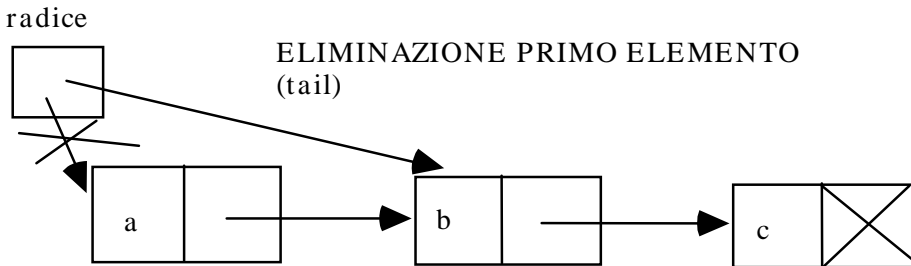 radice
ELIMINAZIONE PRIMO ELEMENTO
(tail)
a
b
c